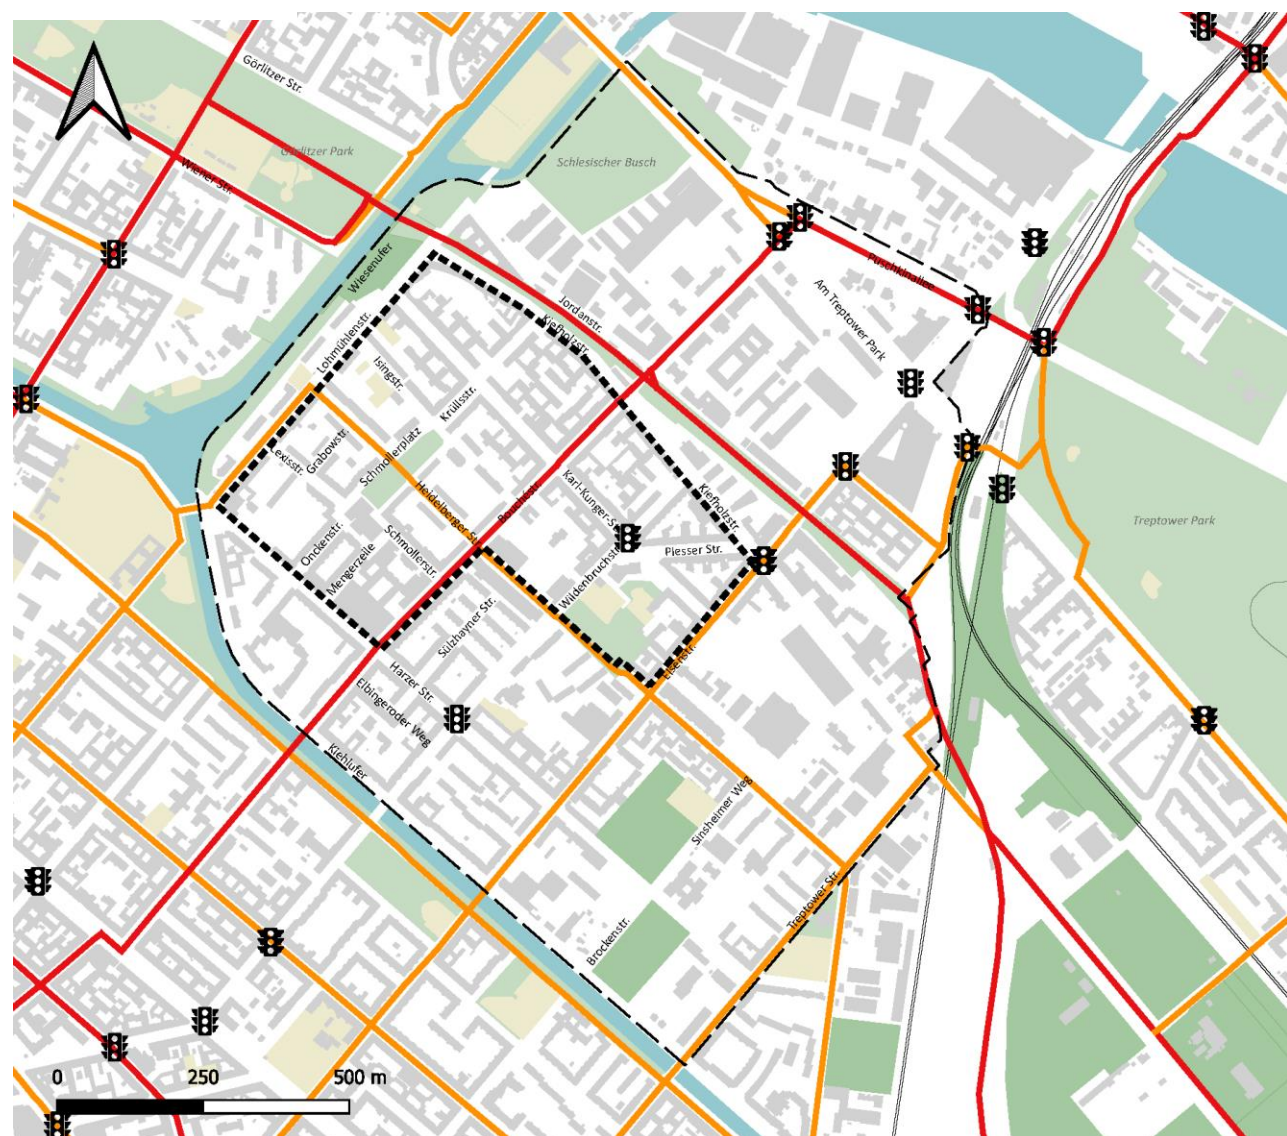 Görlitzer Str.
Görlitzer Park
Wiener Str.
Schlesischer Busch
Wiesenufer
Puschkinallee
Am Treptower Park
Jordanstr.
Kiefholzstr.
Lohmühlenstr.
Isingstr.
Krüllsstr.
Schmollerplatz
Grabowstr.
Lexisstr.
Heidelberger Str.
Bouchéstr.
Karl-Kunger-S
Kiefholzstr.
Treptower Park
Onckenstr.
Mengerzeile
Schmollerstr.
Plesser Str.
Wildenbruchstr.
Sülzhayner Str.
Harzer Str.
Elbingeroder Weg
Elsenstr.
Kiehlufer
Sinsheimer Weg
Treptower Str.
Brockenstr.
0 250 500 m